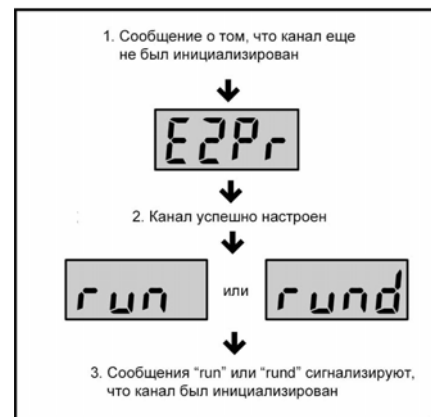 1. Сообщение о том, что канал еще
не был инициализирован
E2Pr
2. Канал успешно настроен
run или rund
3. Сообщения “run” или “rund” сигнализируют,
что канал был инициализирован